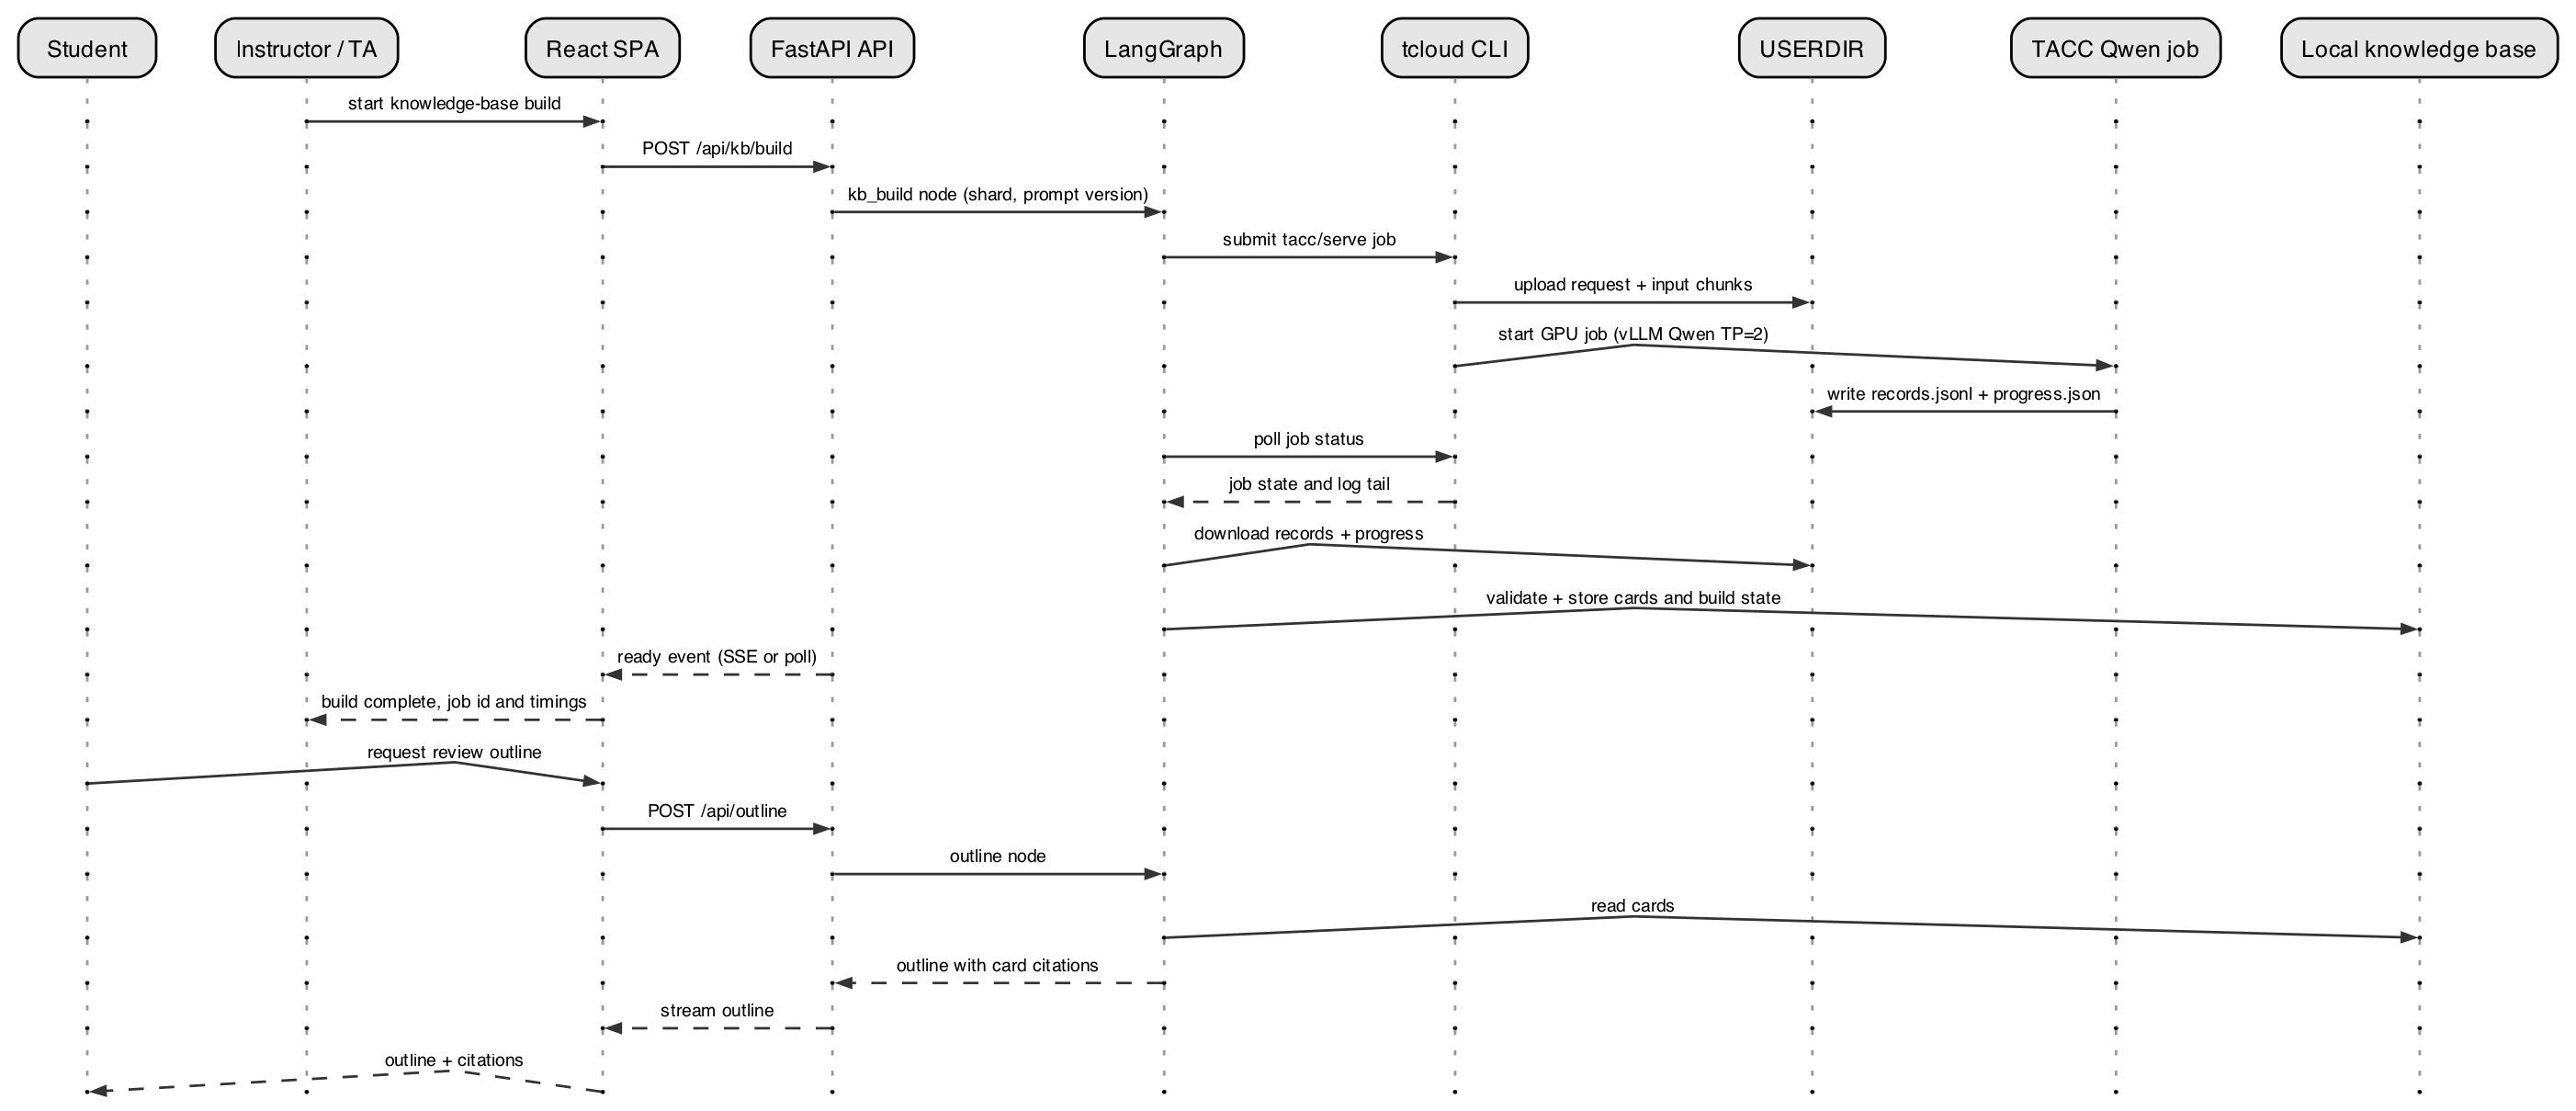 Student
Instructor / TA
React SPA
FastAPI API
LangGraph
tcloud CLI
USERDIR
TACC Qwen job
Local knowledge base
start knowledge-base build
POST /api/kb/build
kb_build node (shard, prompt version)
submit tacc/serve job
upload request + input chunks
start GPU job (vLLM Qwen TP=2)
write records.jsonl + progress.json
poll job status
job state and log tail
download records + progress
validate + store cards and build state
ready event (SSE or poll)
build complete, job id and timings
request review outline
POST /api/outline
outline node
read cards
outline with card citations
stream outline
outline + citations